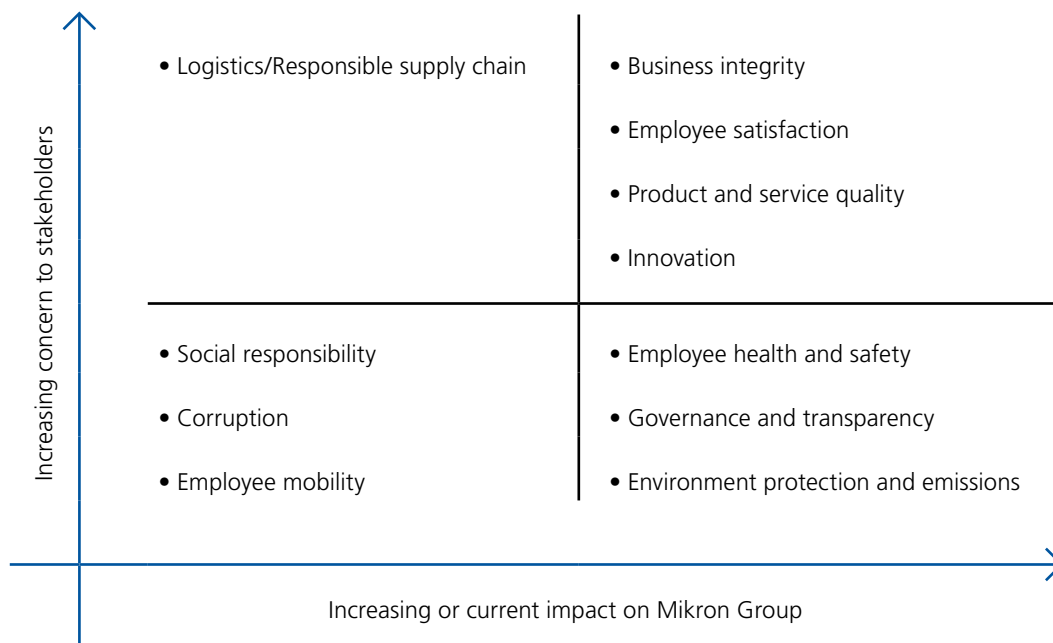 Increasing concern to stakeholders
• Logistics/Responsible supply chain
• Business integrity
• Employee satisfaction
• Product and service quality
• Innovation
• Social responsibility
• Corruption
• Employee mobility
• Employee health and safety
• Governance and transparency
• Environment protection and emissions
Increasing or current impact on Mikron Group